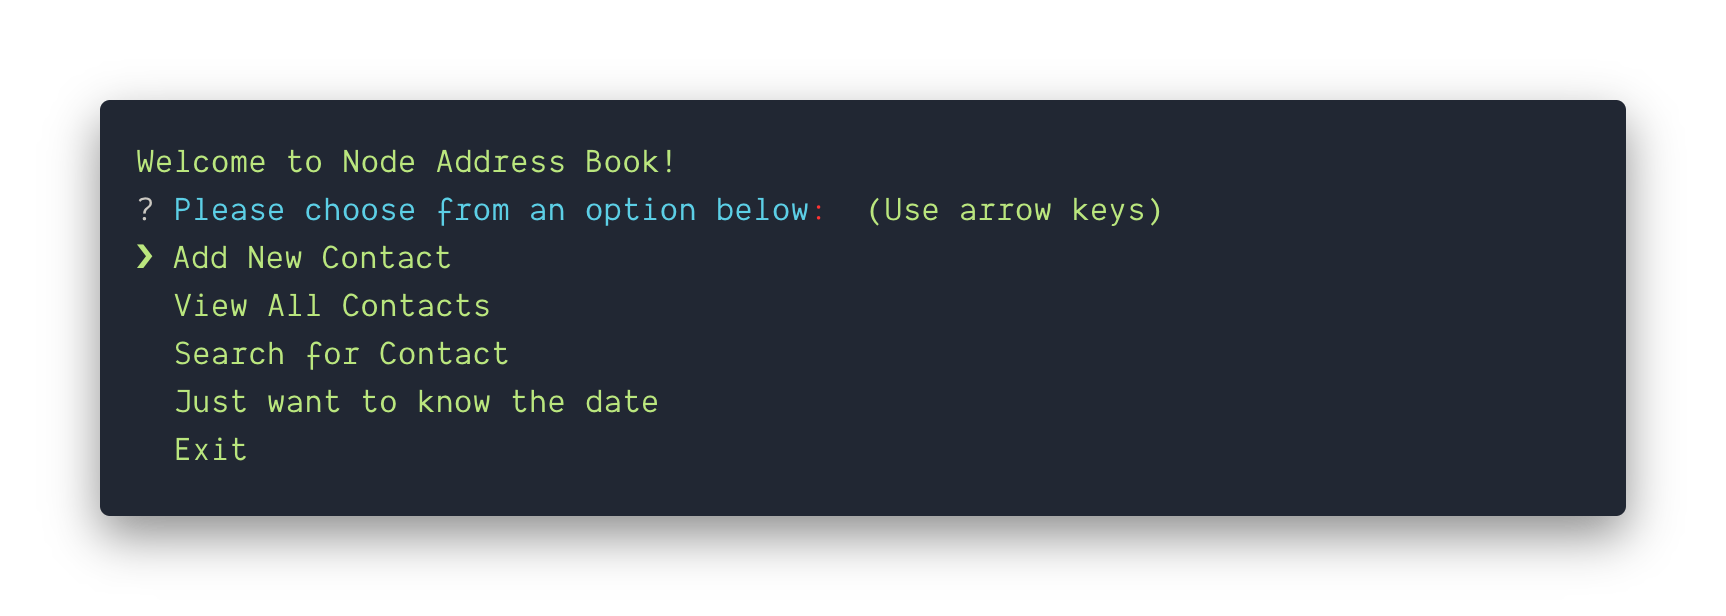 Welcome to Node Address Book!
? Please choose from an option below:  (Use arrow keys)
❯ Add New Contact
  View All Contacts
  Search for Contact
  Just want to know the date
  Exit